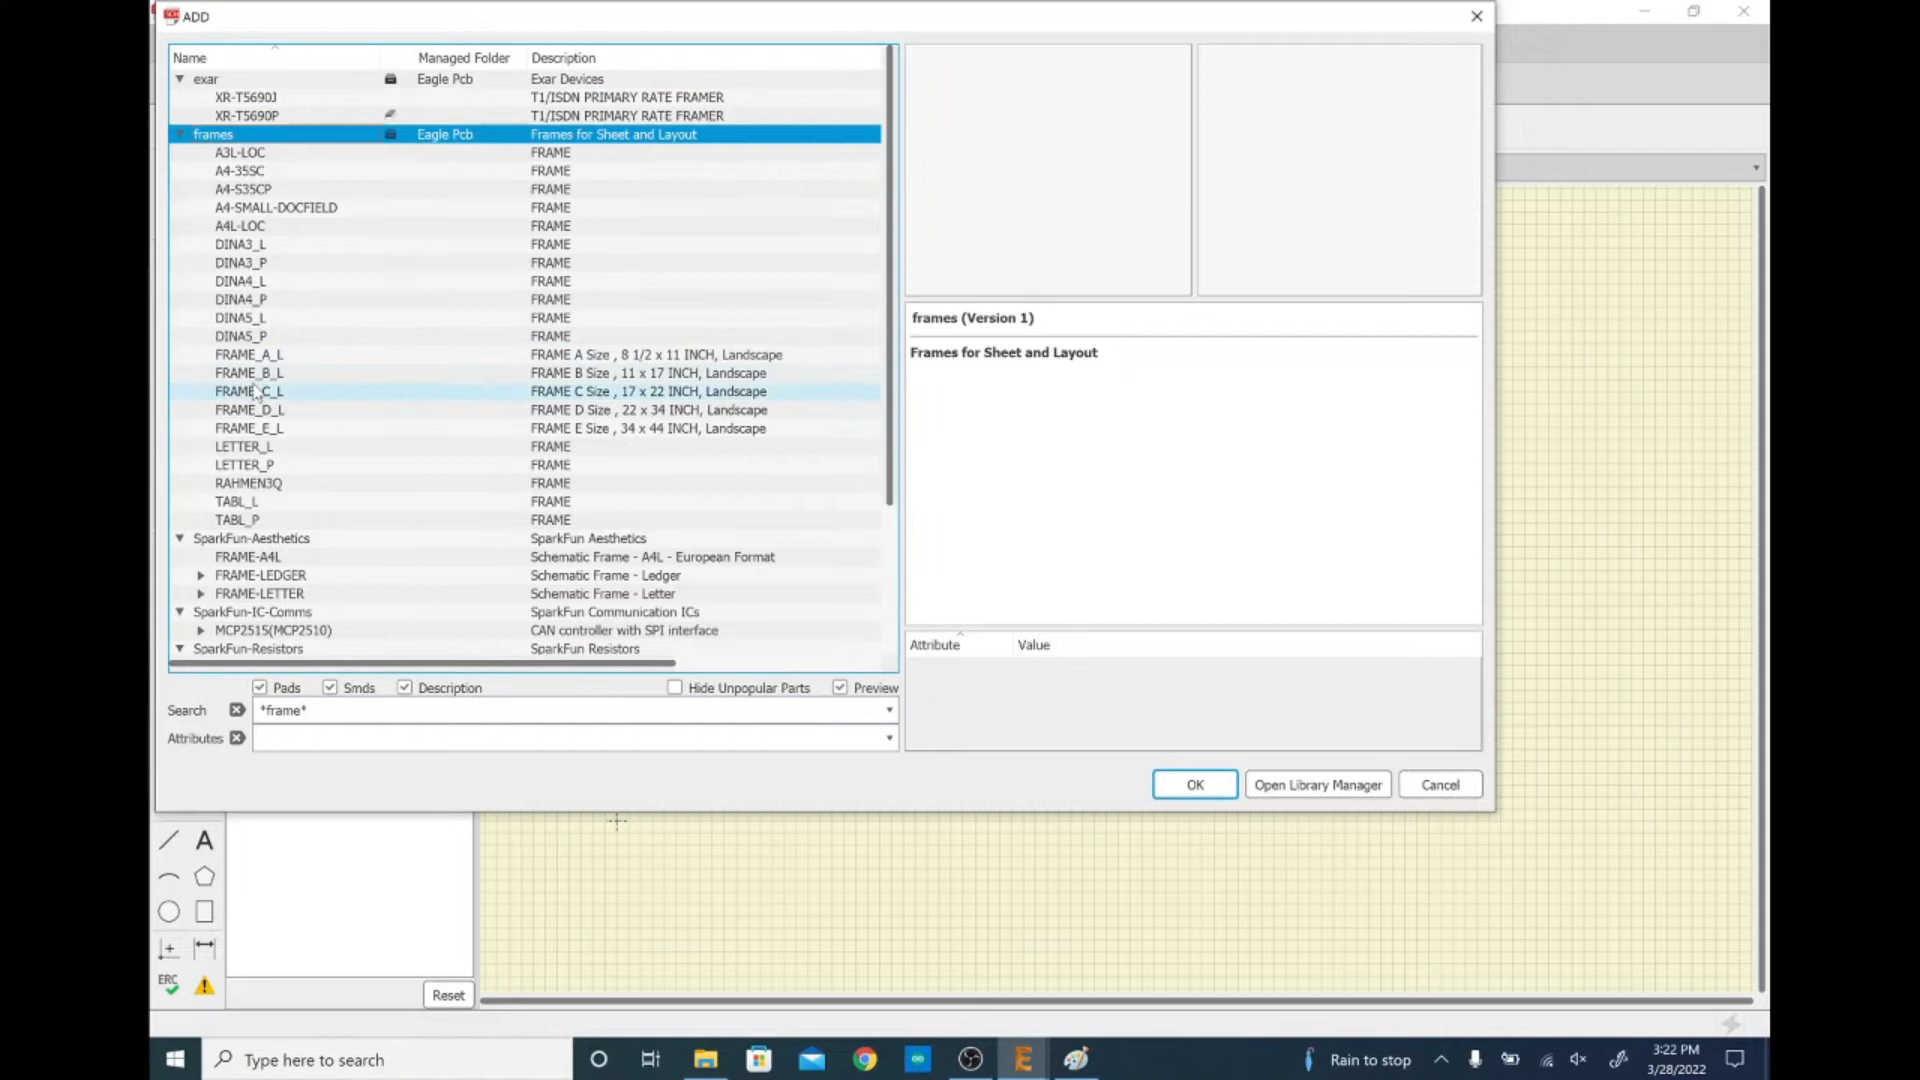 ADD
Name Managed Folder Description
exar Eagle Pcb Exar Devices
XR-T5690J T1/ISDN PRIMARY RATE FRAMER
XR-T5690P T1/ISDN PRIMARY RATE FRAMER
frames Eagle Pcb Frames for Sheet and Layout
A3L-LOC FRAME
A4-35SC FRAME
A4-S35CP FRAME
A4-SMALL-DOCFIELD FRAME
A4L-LOC FRAME
DINA3_L FRAME
DINA3_P FRAME
DINA4_L FRAME
DINA4_P FRAME
DINA5_L FRAME
DINA5_P FRAME
FRAME_A_L FRAME A Size , 8 1/2 x 11 INCH, Landscape
FRAME_B_L FRAME B Size , 11 x 17 INCH, Landscape
FRAME_C_L FRAME C Size , 17 x 22 INCH, Landscape
FRAME_D_L FRAME D Size , 22 x 34 INCH, Landscape
FRAME_E_L FRAME E Size , 34 x 44 INCH, Landscape
LETTER_L FRAME
LETTER_P FRAME
RAHMEN3Q FRAME
TABL_L FRAME
TABL_P FRAME
SparkFun-Aesthetics SparkFun Aesthetics
FRAME-A4L Schematic Frame - A4L - European Format
FRAME-LEDGER Schematic Frame - Ledger
FRAME-LETTER Schematic Frame - Letter
SparkFun-IC-Comms SparkFun Communication ICs
MCP2515(MCP2510) CAN controller with SPI interface
SparkFun-Resistors SparkFun Resistors
frames (Version 1)
Frames for Sheet and Layout
Attribute Value
Pads Smds Description Hide Unpopular Parts Preview
Search *frame*
Attributes
OK Open Library Manager Cancel
A
ERC
Reset
Type here to search
Rain to stop
3:22 PM
3/28/2022